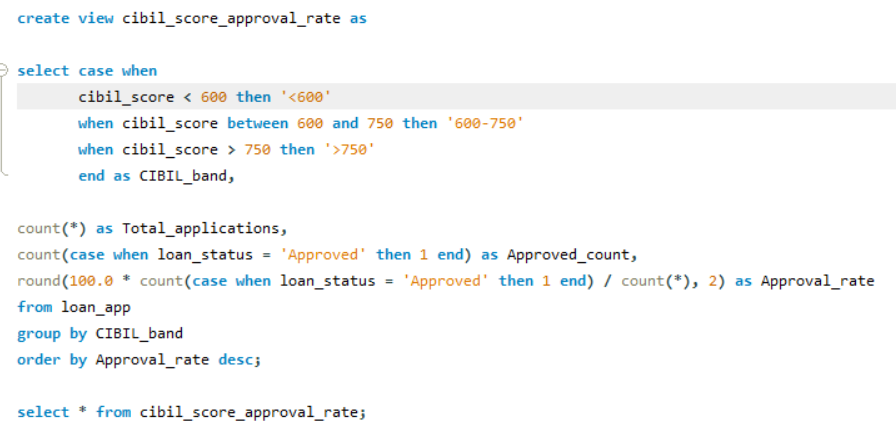 create view cibil_score_approval_rate as
select case when
cibil_score < 600 then '<600'
when cibil_score between 600 and 750 then '600-750'
when cibil_score > 750 then '>750'
end as CIBIL_band,
count(*) as Total_applications,
count(case when loan_status = 'Approved' then 1 end) as Approved_count,
round(100.0 * count(case when loan_status = 'Approved' then 1 end) / count(*), 2) as Approval_rate
from loan_app
group by CIBIL_band
order by Approval_rate desc;
select * from cibil_score_approval_rate;